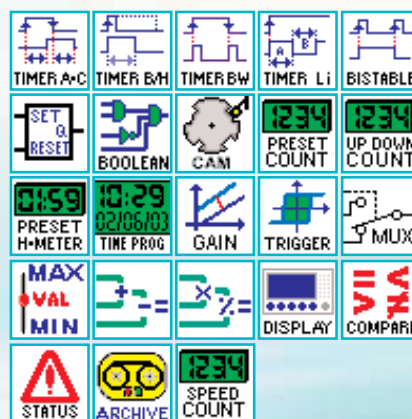 TIMER A•C TIMER B/H TIMER BW TIMER Li BISTABLE
SET
Q
RESET
BOOLEAN CAM
1234
PRESET
COUNT
1234
UP DOWN
COUNT
01:59
PRESET
H•METER
10:29
02/06/03
TIME PROG
GAIN TRIGGER MUX
MAX
VAL
MIN
+ =
× ⁒ =
DISPLAY COMPARE
STATUS ARCHIVE
1234
SPEED
COUNT